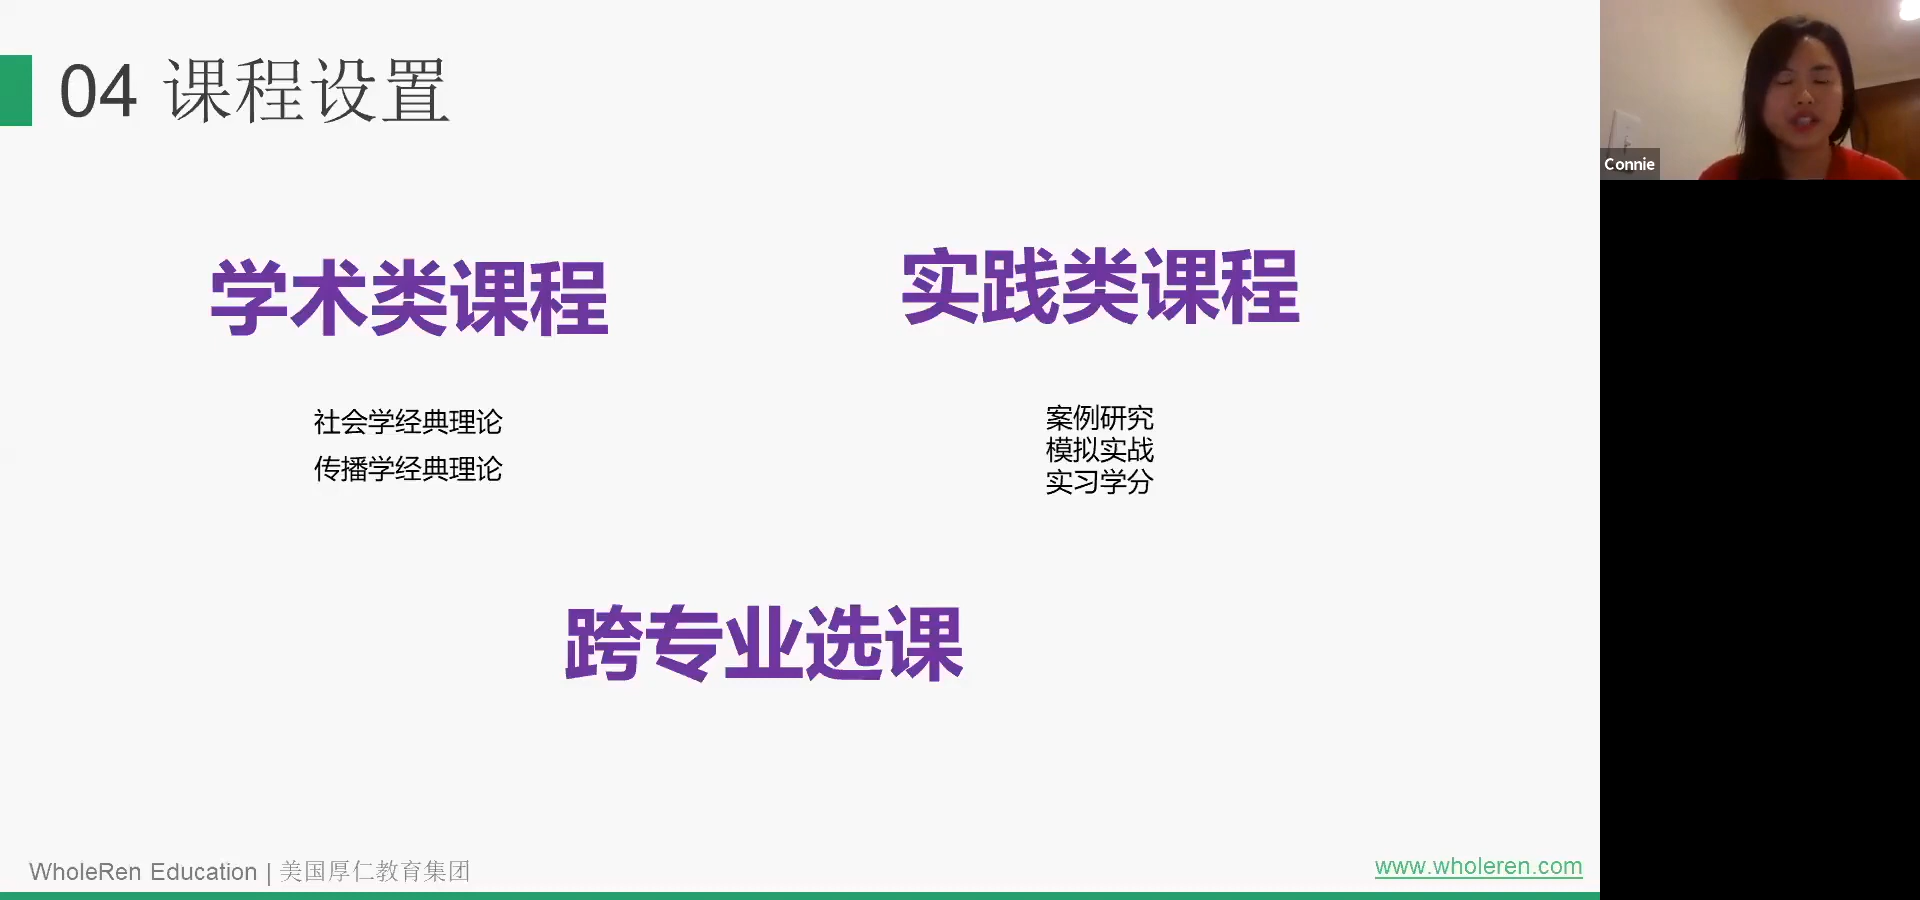 04 课程设置
Connie
学术类课程
实践类课程
社会学经典理论
传播学经典理论
案例研究
模拟实战
实习学分
跨专业选课
WholeRen Education | 美国厚仁教育集团
www.wholeren.com